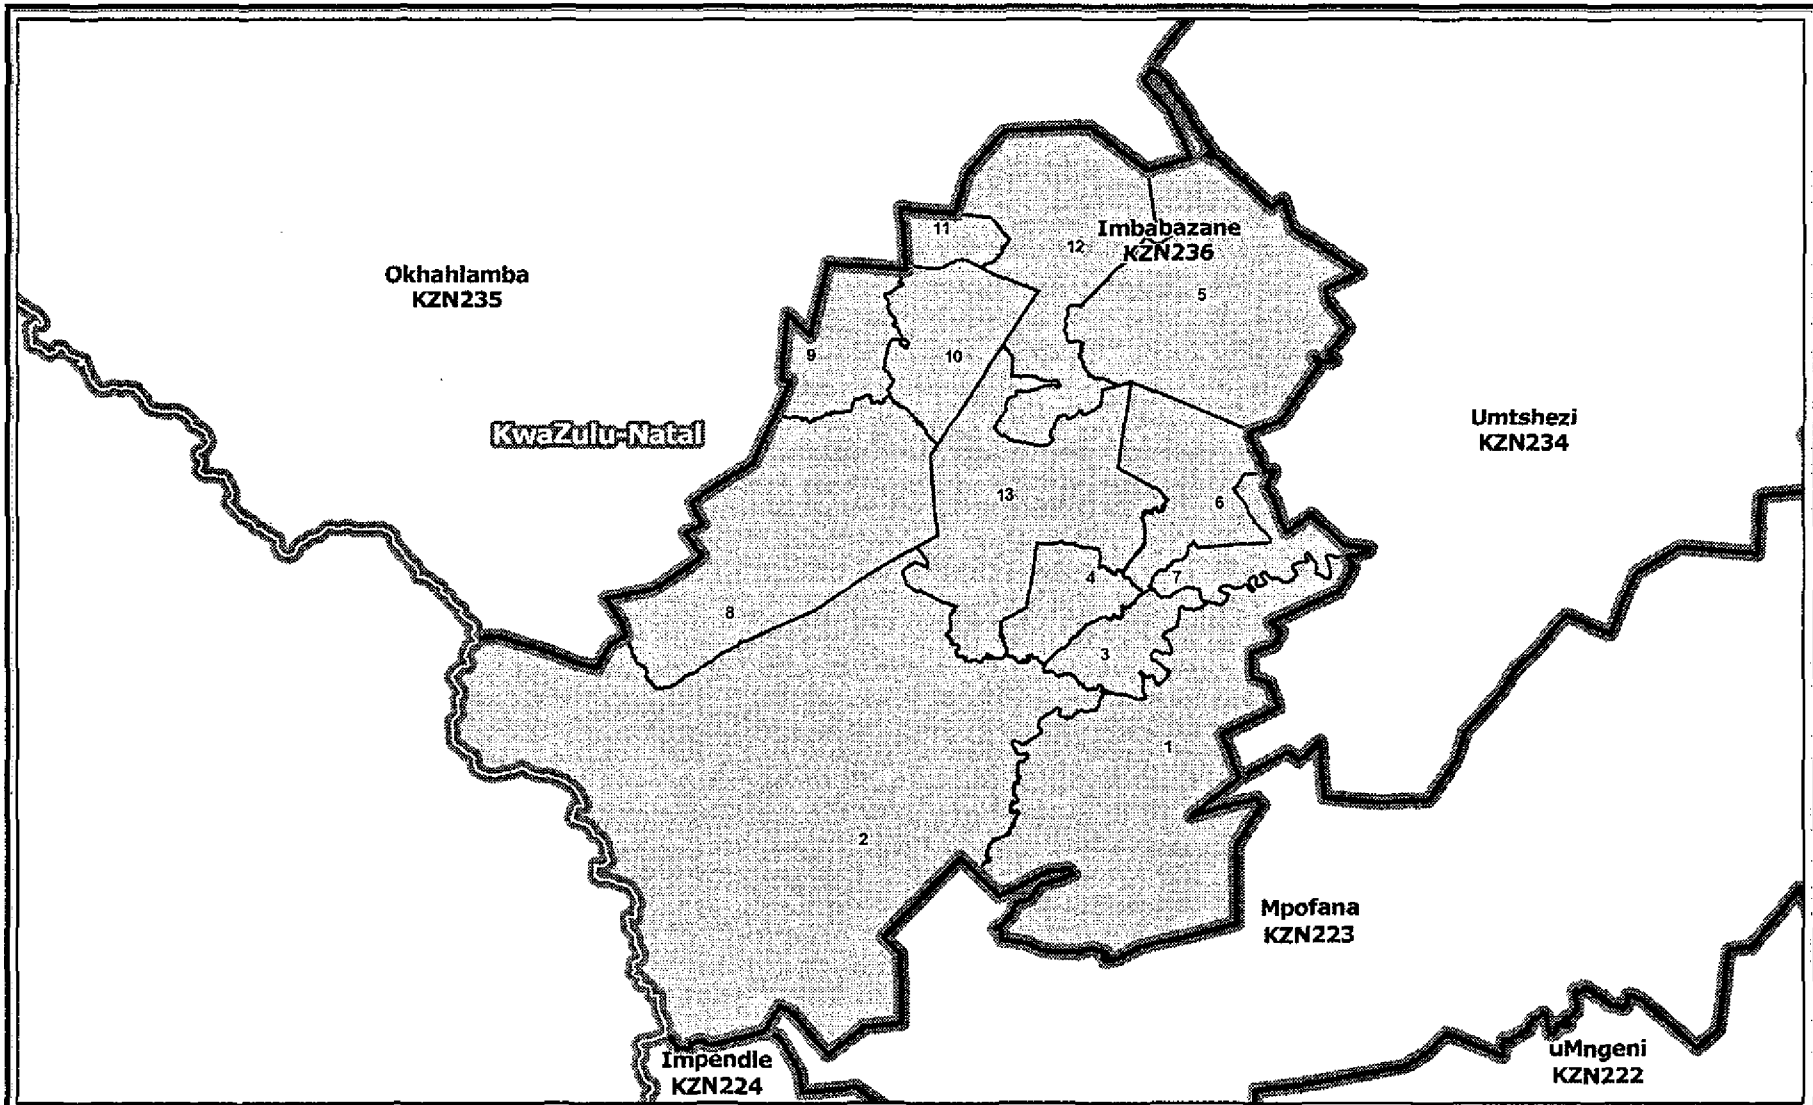 11
12
Imbabazane
KZN236
Okhahlamba
KZN235
5
9
10
KwaZulu-Natal
Umtshezi
KZN234
13
6
4
7
8
3
1
2
Mpofana
KZN223
Impendle
KZN224
uMngeni
KZN222